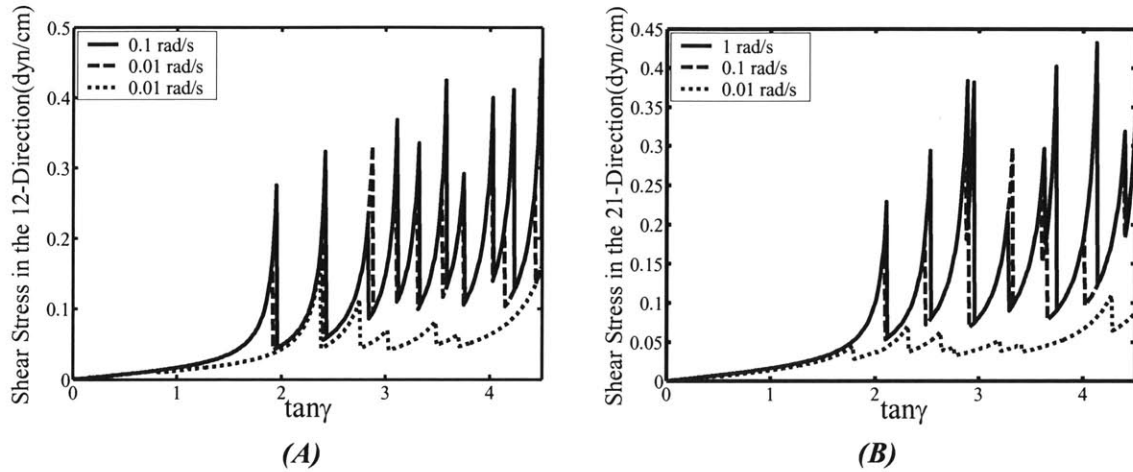 Shear Stress in the 12-Direction(dyn/cm)
0.5
0.4
0.3
0.2
0.1
0
0.1 rad/s
0.01 rad/s
0.01 rad/s
0 1 2 3 4
tanγ
(A)
Shear Stress in the 21-Direction(dyn/cm)
0.45
0.4
0.35
0.3
0.25
0.2
0.15
0.1
0.05
0
1 rad/s
0.1 rad/s
0.01 rad/s
0 1 2 3 4
tanγ
(B)